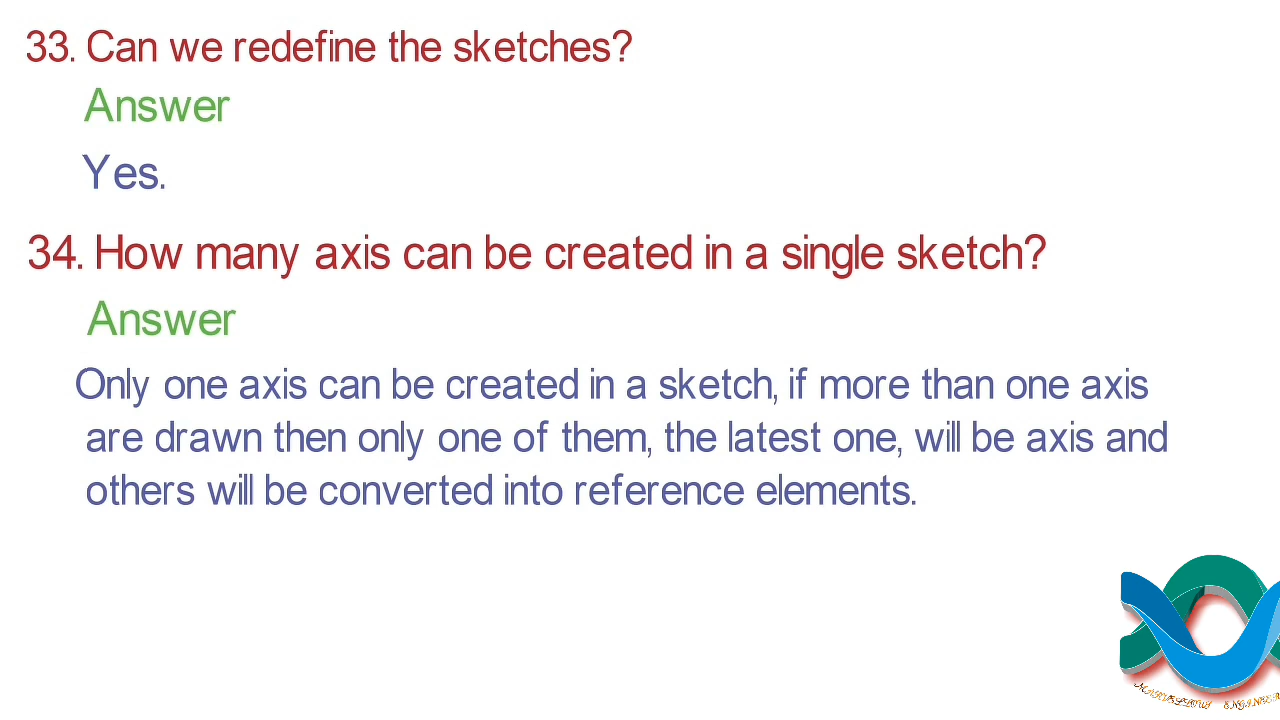 33. Can we redefine the sketches?
Answer
Yes.
34. How many axis can be created in a single sketch?
Answer
Only one axis can be created in a sketch, if more than one axis
are drawn then only one of them, the latest one, will be axis and
others will be converted into reference elements.